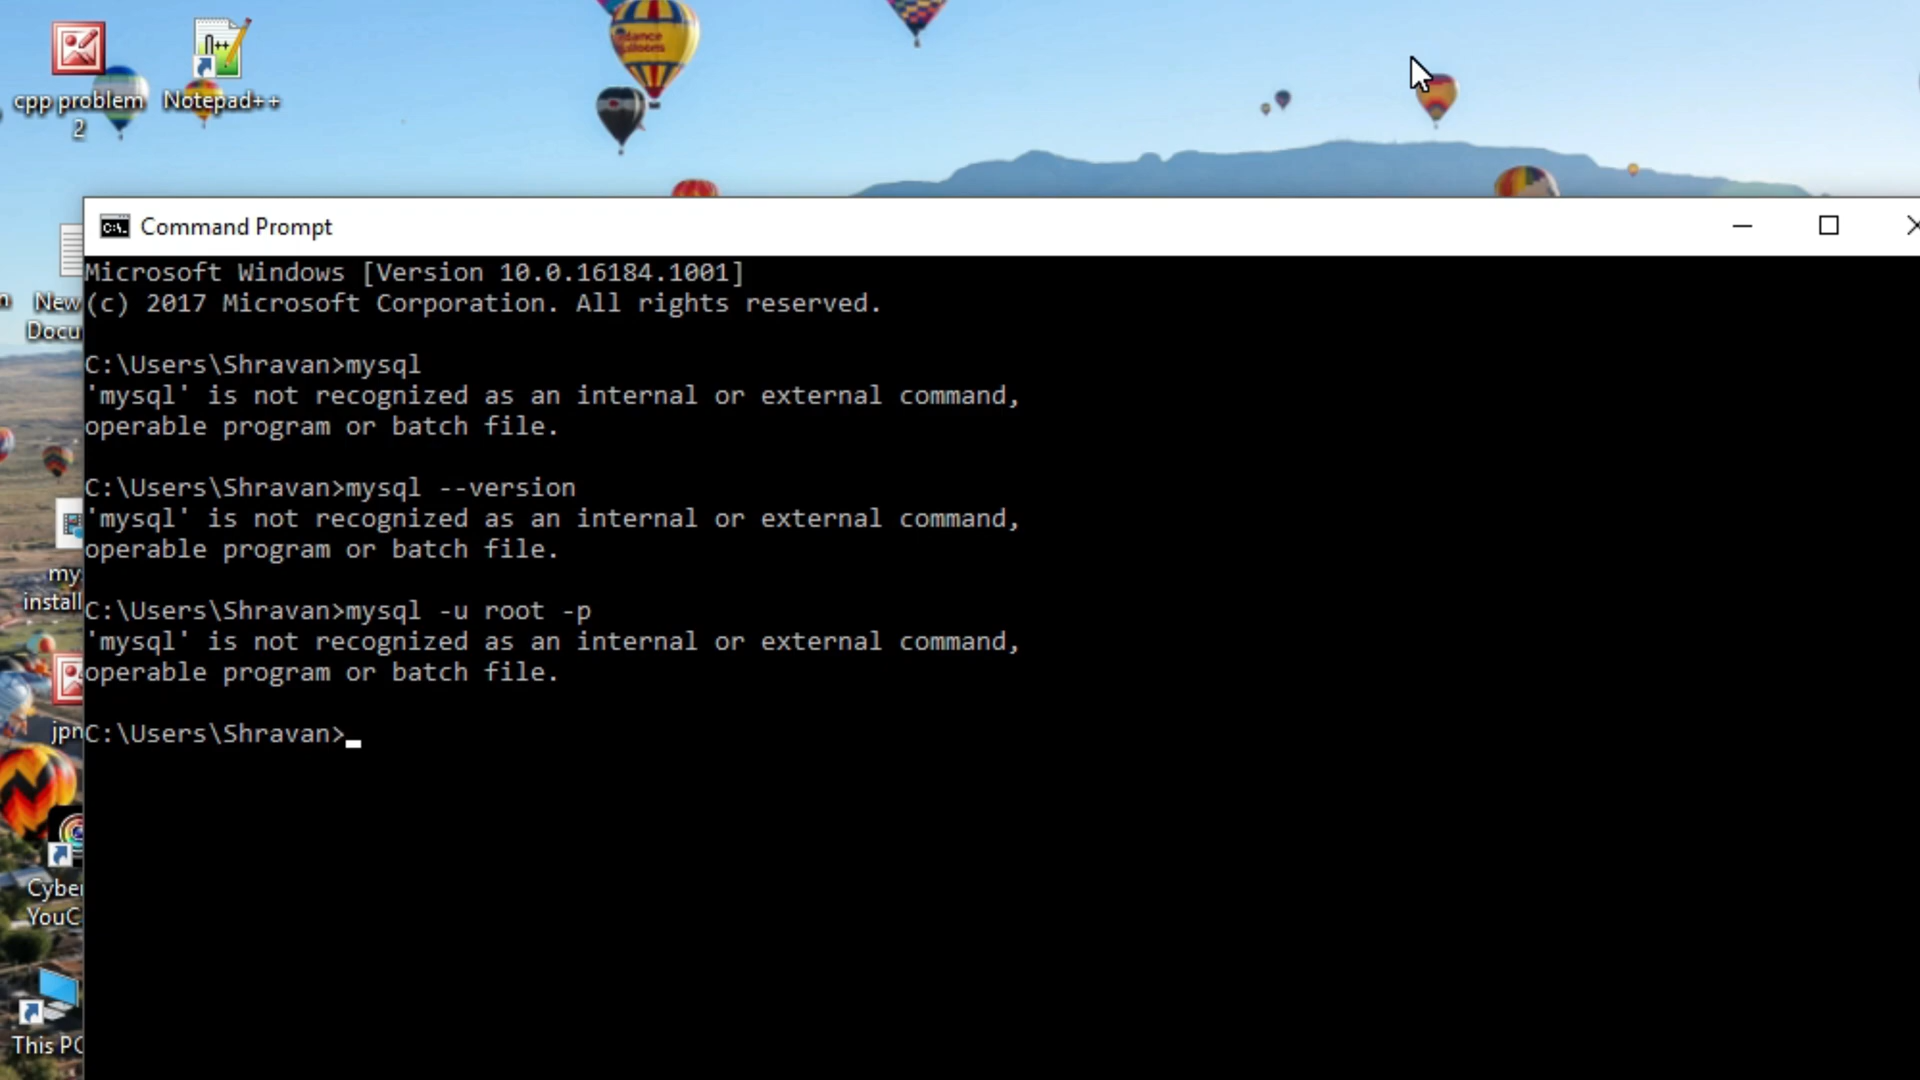 cpp problem
2
Notepad++
dance
Balloons
New
Docu
my
install
jpn
Cyber
YouC
This PC
Command Prompt
Microsoft Windows [Version 10.0.16184.1001]
(c) 2017 Microsoft Corporation. All rights reserved.
C:\Users\Shravan>mysql
'mysql' is not recognized as an internal or external command,
operable program or batch file.
C:\Users\Shravan>mysql --version
'mysql' is not recognized as an internal or external command,
operable program or batch file.
C:\Users\Shravan>mysql -u root -p
'mysql' is not recognized as an internal or external command,
operable program or batch file.
C:\Users\Shravan>